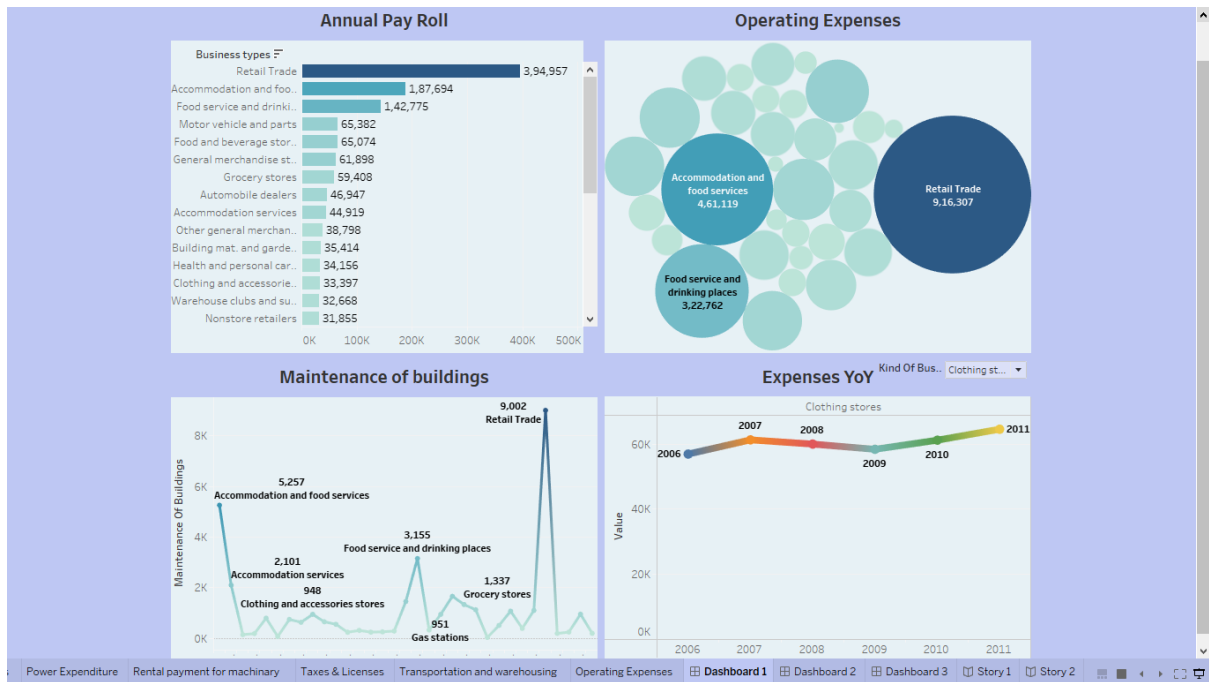 Annual Pay Roll
Business types
Retail Trade 3,94,957
Accommodation and foo.. 1,87,694
Food service and drinki.. 1,42,775
Motor vehicle and parts 65,382
Food and beverage stor.. 65,074
General merchandise st.. 61,898
Grocery stores 59,408
Automobile dealers 46,947
Accommodation services 44,919
Other general merchan.. 38,798
Building mat. and garde.. 35,414
Health and personal car.. 34,156
Clothing and accessorie.. 33,397
Warehouse clubs and su.. 32,668
Nonstore retailers 31,855
0K 100K 200K 300K 400K 500K
Operating Expenses
Accommodation and
food services
4,61,119
Retail Trade
9,16,307
Food service and
drinking places
3,22,762
Maintenance of buildings
Maintenance Of Buildings
8K
6K
4K
2K
0K
9,002
Retail Trade
5,257
Accommodation and food services
3,155
Food service and drinking places
2,101
Accommodation services
1,337
Grocery stores
948
Clothing and accessories stores
951
Gas stations
Expenses YoY
Kind Of Bus.. Clothing st...
Clothing stores
Value
60K
40K
20K
0K
2006
2007
2008
2009
2010
2011
2006 2007 2008 2009 2010 2011
s Power Expenditure Rental payment for machinary Taxes & Licenses Transportation and warehousing Operating Expenses Dashboard 1 Dashboard 2 Dashboard 3 Story 1 Story 2